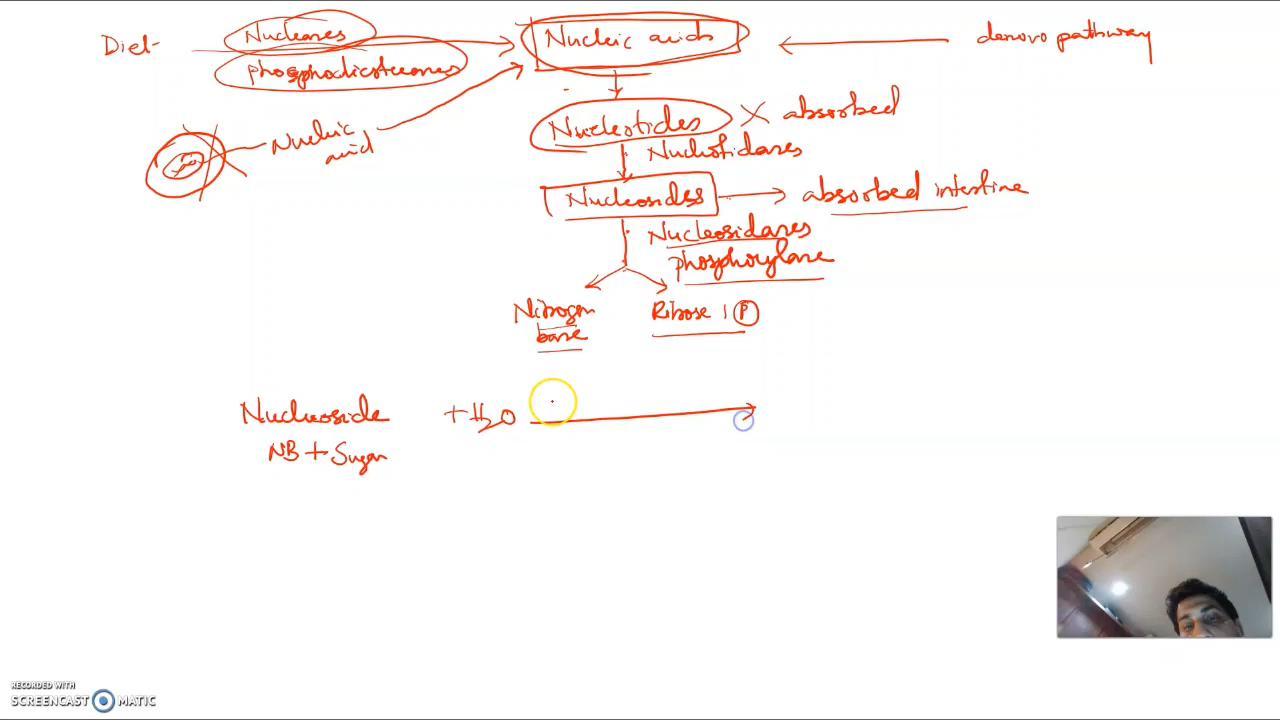 Diet
Nucleases
phosphodiesterases
Nucleic acids
denovo pathway
Nucleic
acid
Nucleotides X absorbed
Nucleotidases
Nucleosides
absorbed intestine
Nucleosidases
phosphorylase
Nitrogen
base
Ribose 1 P
Nucleoside + H2O
NB + Sugar
RECORDED WITH
SCREENCAST MATIC